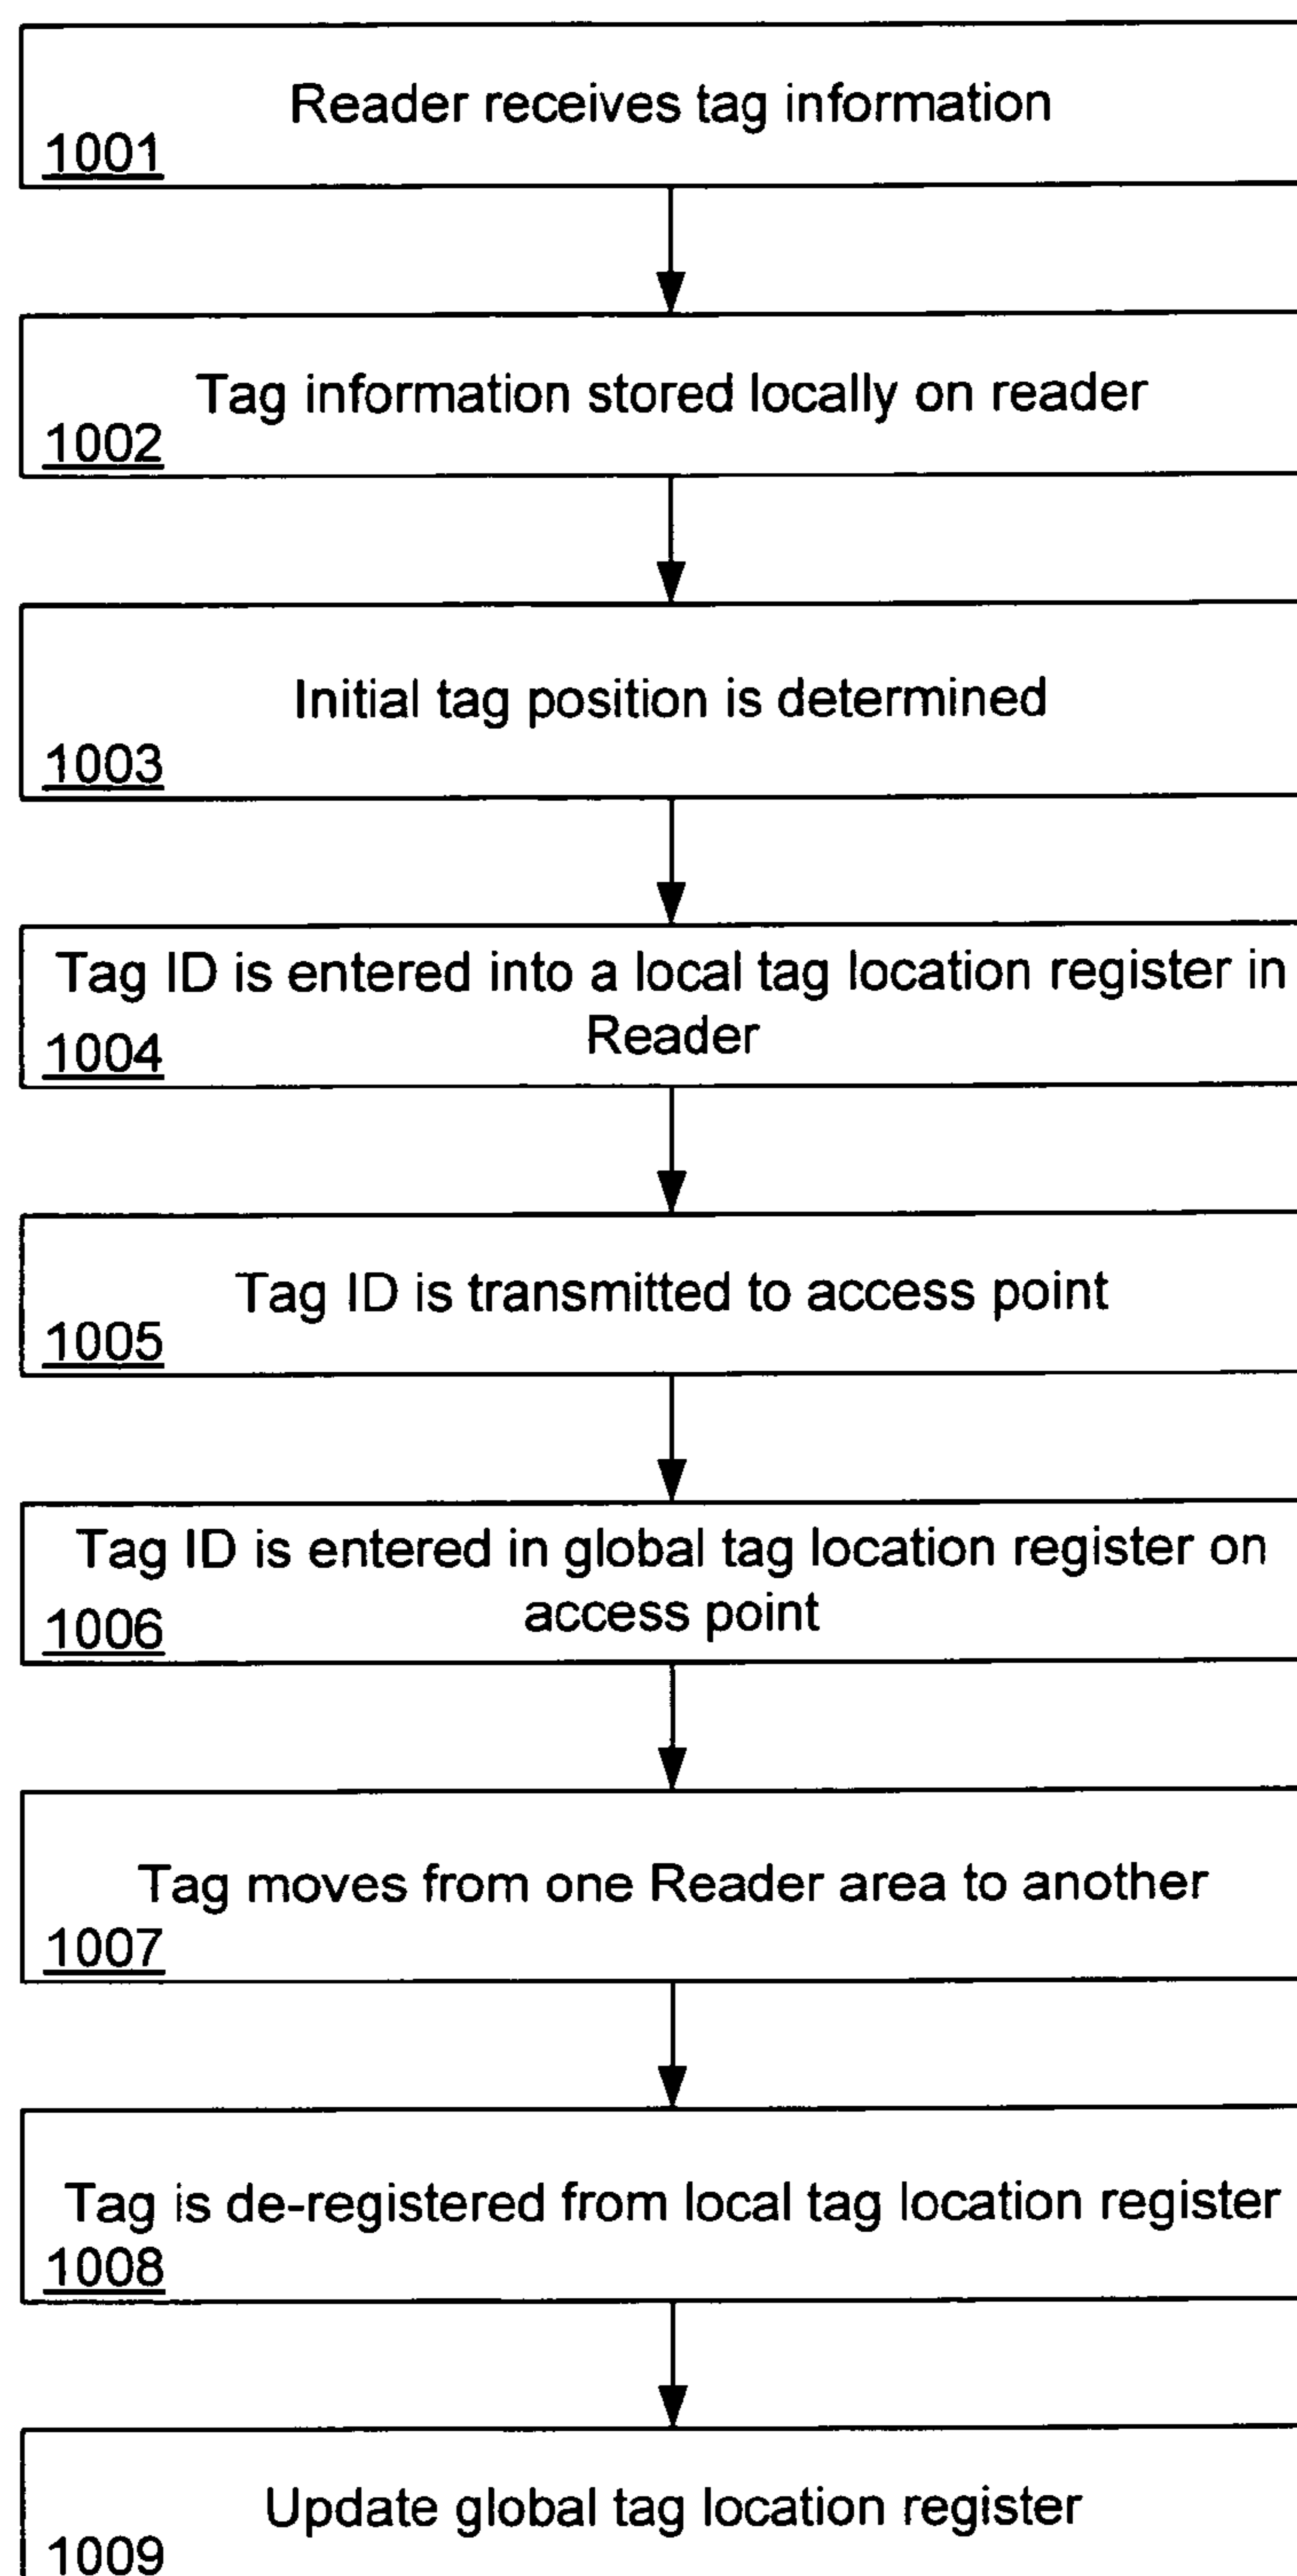 Reader receives tag information
1001
Tag information stored locally on reader
1002
Initial tag position is determined
1003
Tag ID is entered into a local tag location register in
Reader
1004
Tag ID is transmitted to access point
1005
Tag ID is entered in global tag location register on
access point
1006
Tag moves from one Reader area to another
1007
Tag is de-registered from local tag location register
1008
Update global tag location register
1009